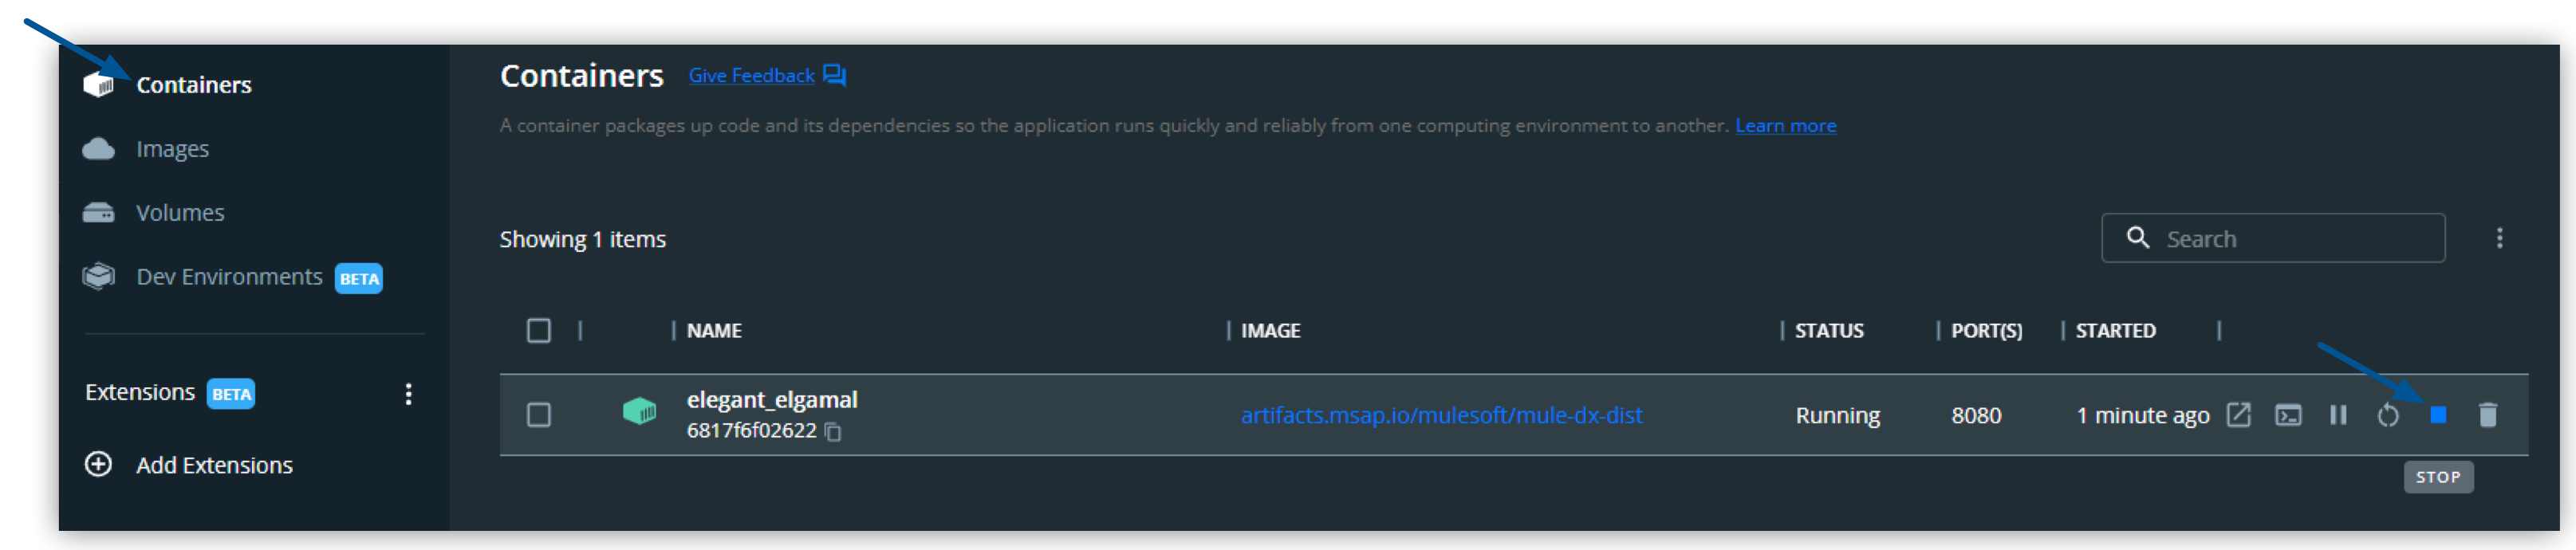 Containers
Images
Volumes
Dev Environments BETA
Extensions BETA
Add Extensions
Containers Give Feedback
A container packages up code and its dependencies so the application runs quickly and reliably from one computing environment to another. Learn more
Showing 1 items
Search
NAME IMAGE STATUS PORT(S) STARTED
elegant_elgamal
6817f6f02622
artifacts.msap.io/mulesoft/mule-dx-dist Running 8080 1 minute ago
STOP